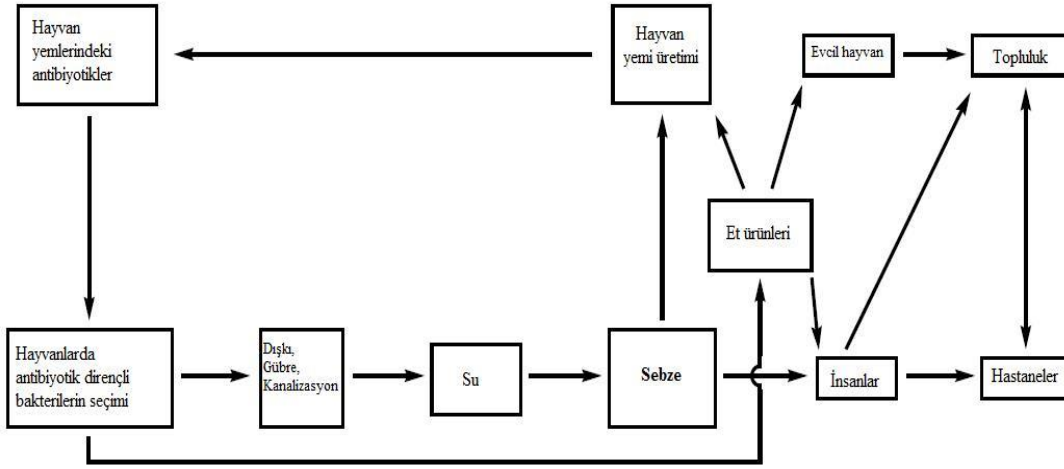 Hayvan
yemlerindeki
antibiyotikler
Hayvan
yemi üretimi
Evcil hayvan
Topluluk
Et ürünleri
Hayvanlarda
antibiyotik dirençli
bakterilerin seçimi
Dışkı,
Gübre,
Kanalizasyon
Su
Sebze
İnsanlar
Hastaneler